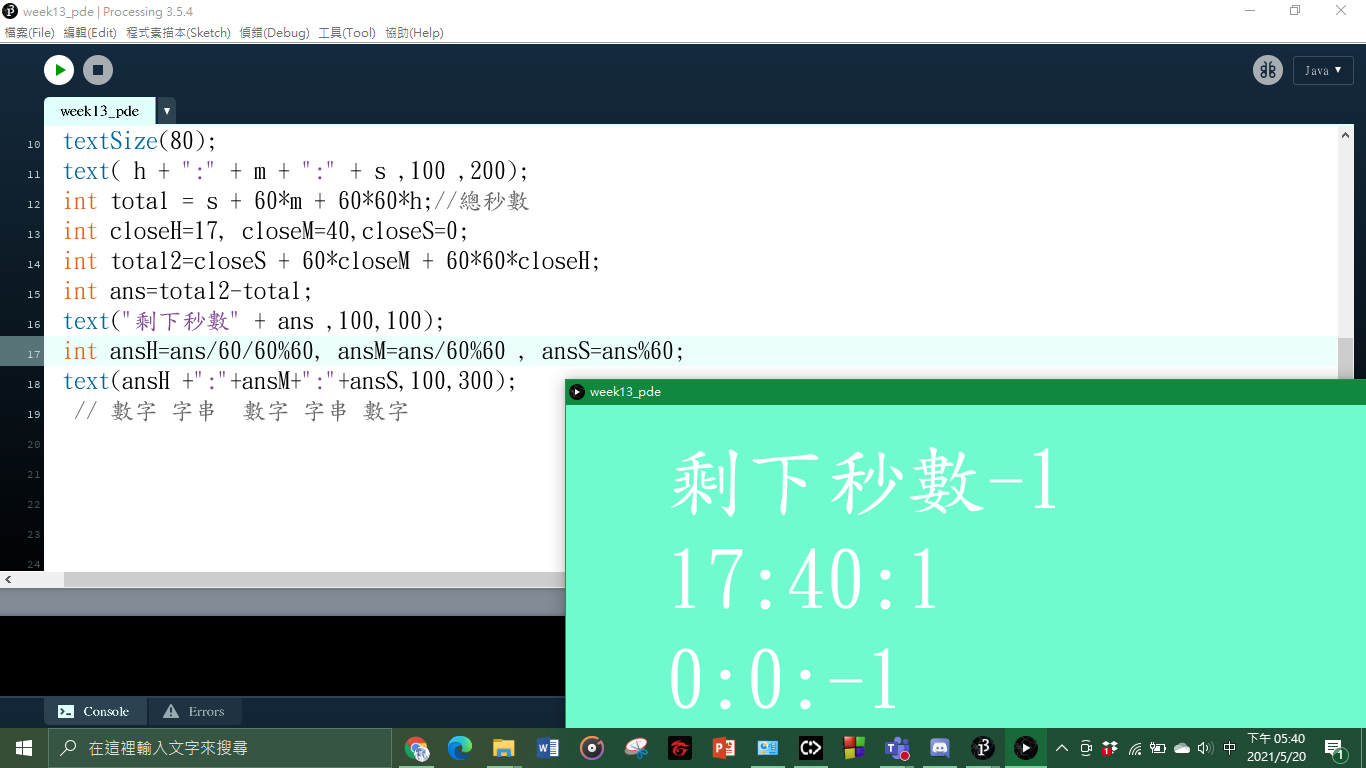 week13_pde | Processing 3.5.4
檔案(File) 編輯(Edit) 程式素描本(Sketch) 偵錯(Debug) 工具(Tool) 協助(Help)
Java ▼
week13_pde ▼
10 textSize(80);
11 text( h + ":" + m + ":" + s ,100 ,200);
12 int total = s + 60*m + 60*60*h;//總秒數
13 int closeH=17, closeM=40,closeS=0;
14 int total2=closeS + 60*closeM + 60*60*closeH;
15 int ans=total2-total;
16 text("剩下秒數" + ans ,100,100);
17 int ansH=ans/60/60%60, ansM=ans/60%60 , ansS=ans%60;
18 text(ansH +":"+ansM+":"+ansS,100,300);
19 // 數字 字串  數字 字串 數字
20
21
22
23
24
week13_pde
剩下秒數-1
17:40:1
0:0:-1
Console Errors
在這裡輸入文字來搜尋
中
下午 05:40
2021/5/20
1